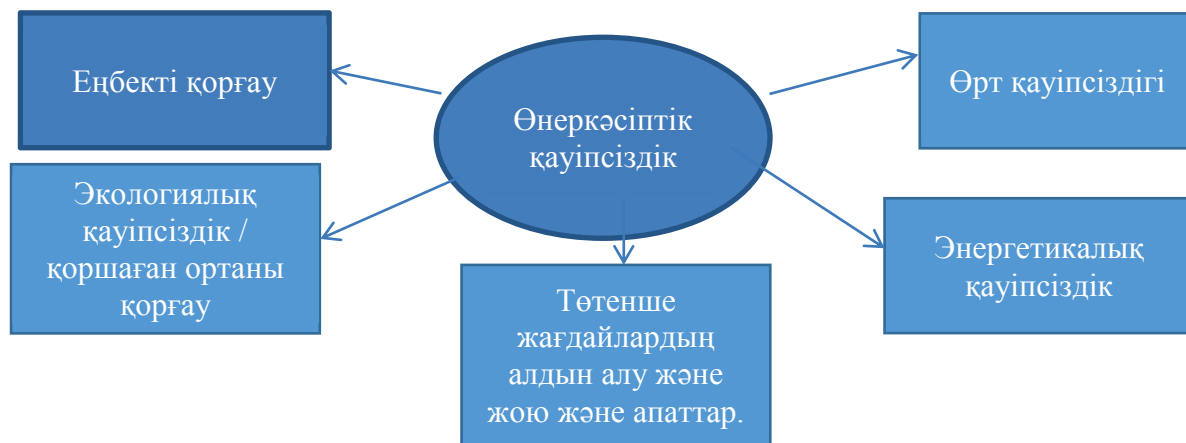 Еңбекті қорғау
Өнеркәсіптік
қауіпсіздік
Өрт қауіпсіздігі
Экологиялық
қауіпсіздік /
қоршаған ортаны
қорғау
Төтенше
жағдайлардың
алдын алу және
жою және апаттар.
Энергетикалық
қауіпсіздік